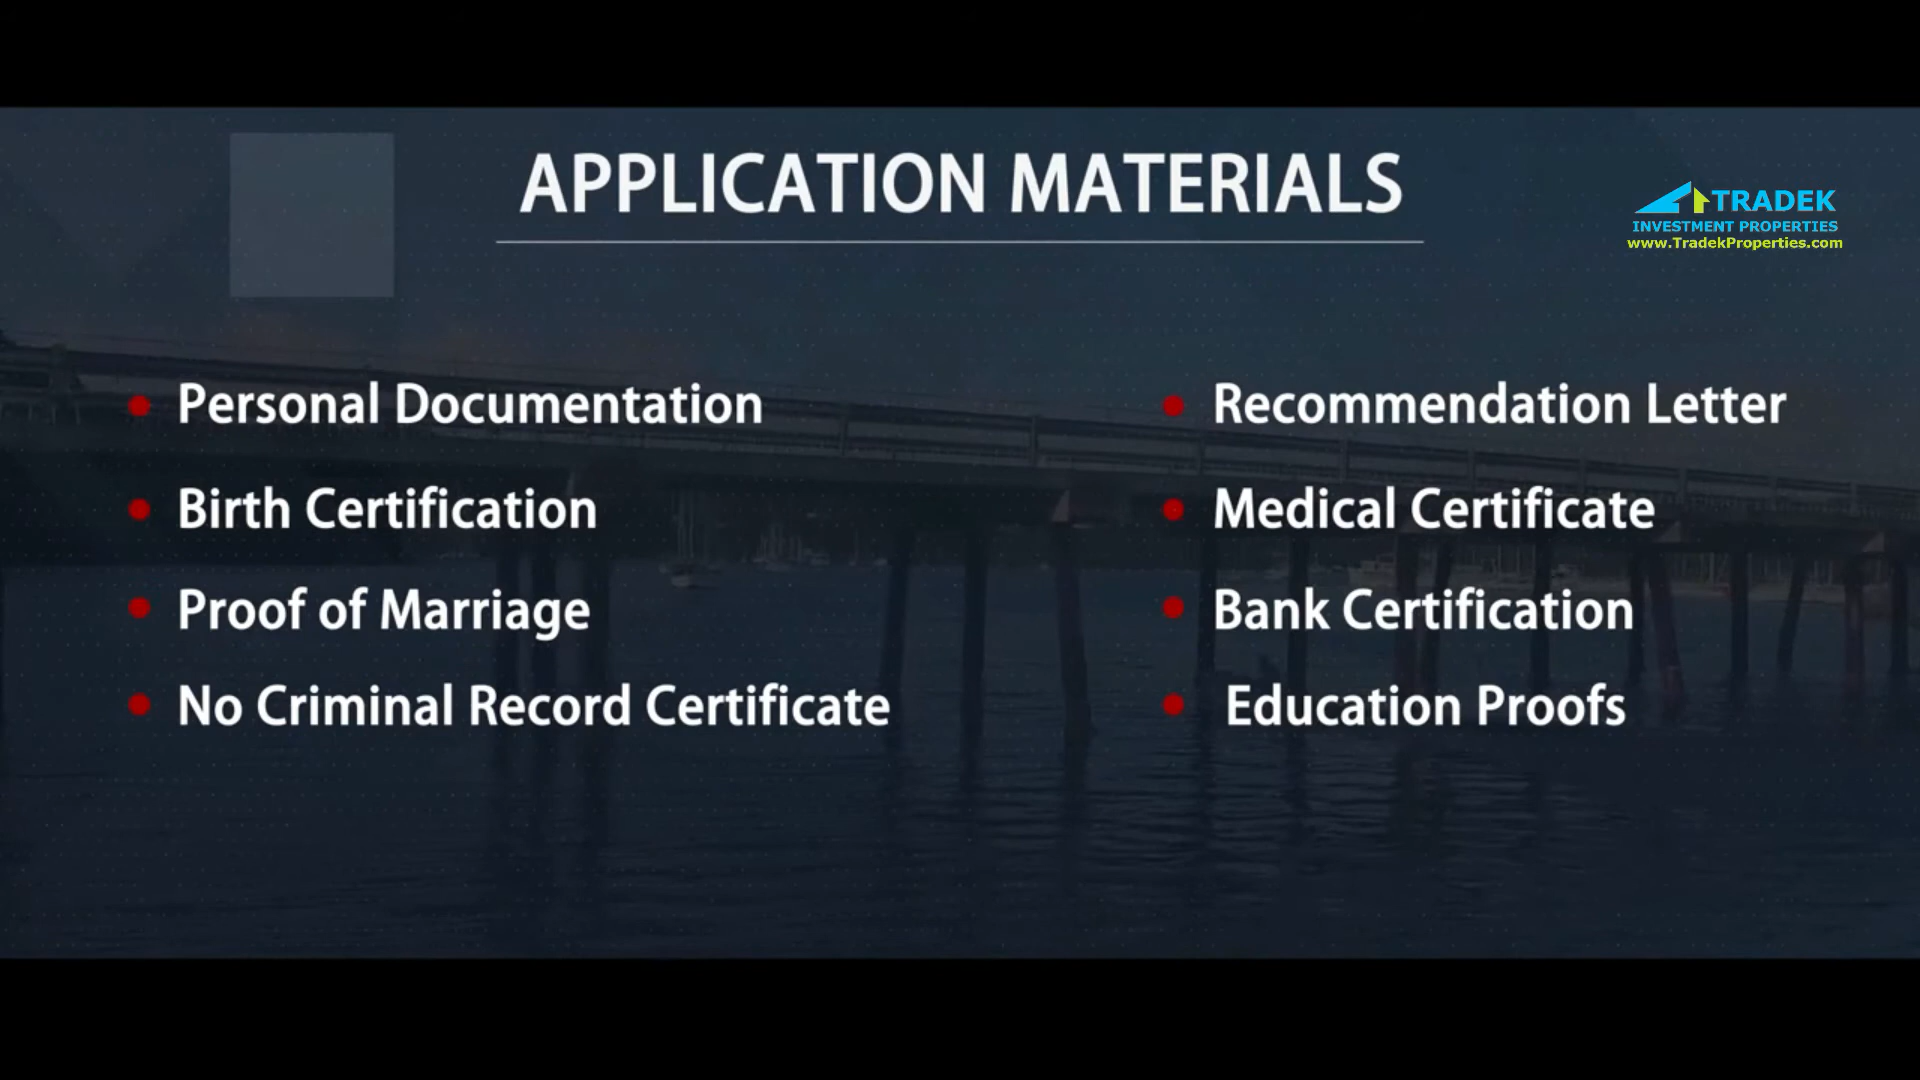 APPLICATION MATERIALS
TRADEK
INVESTMENT PROPERTIES
www.TradekProperties.com
Personal Documentation
Birth Certification
Proof of Marriage
No Criminal Record Certificate
Recommendation Letter
Medical Certificate
Bank Certification
Education Proofs